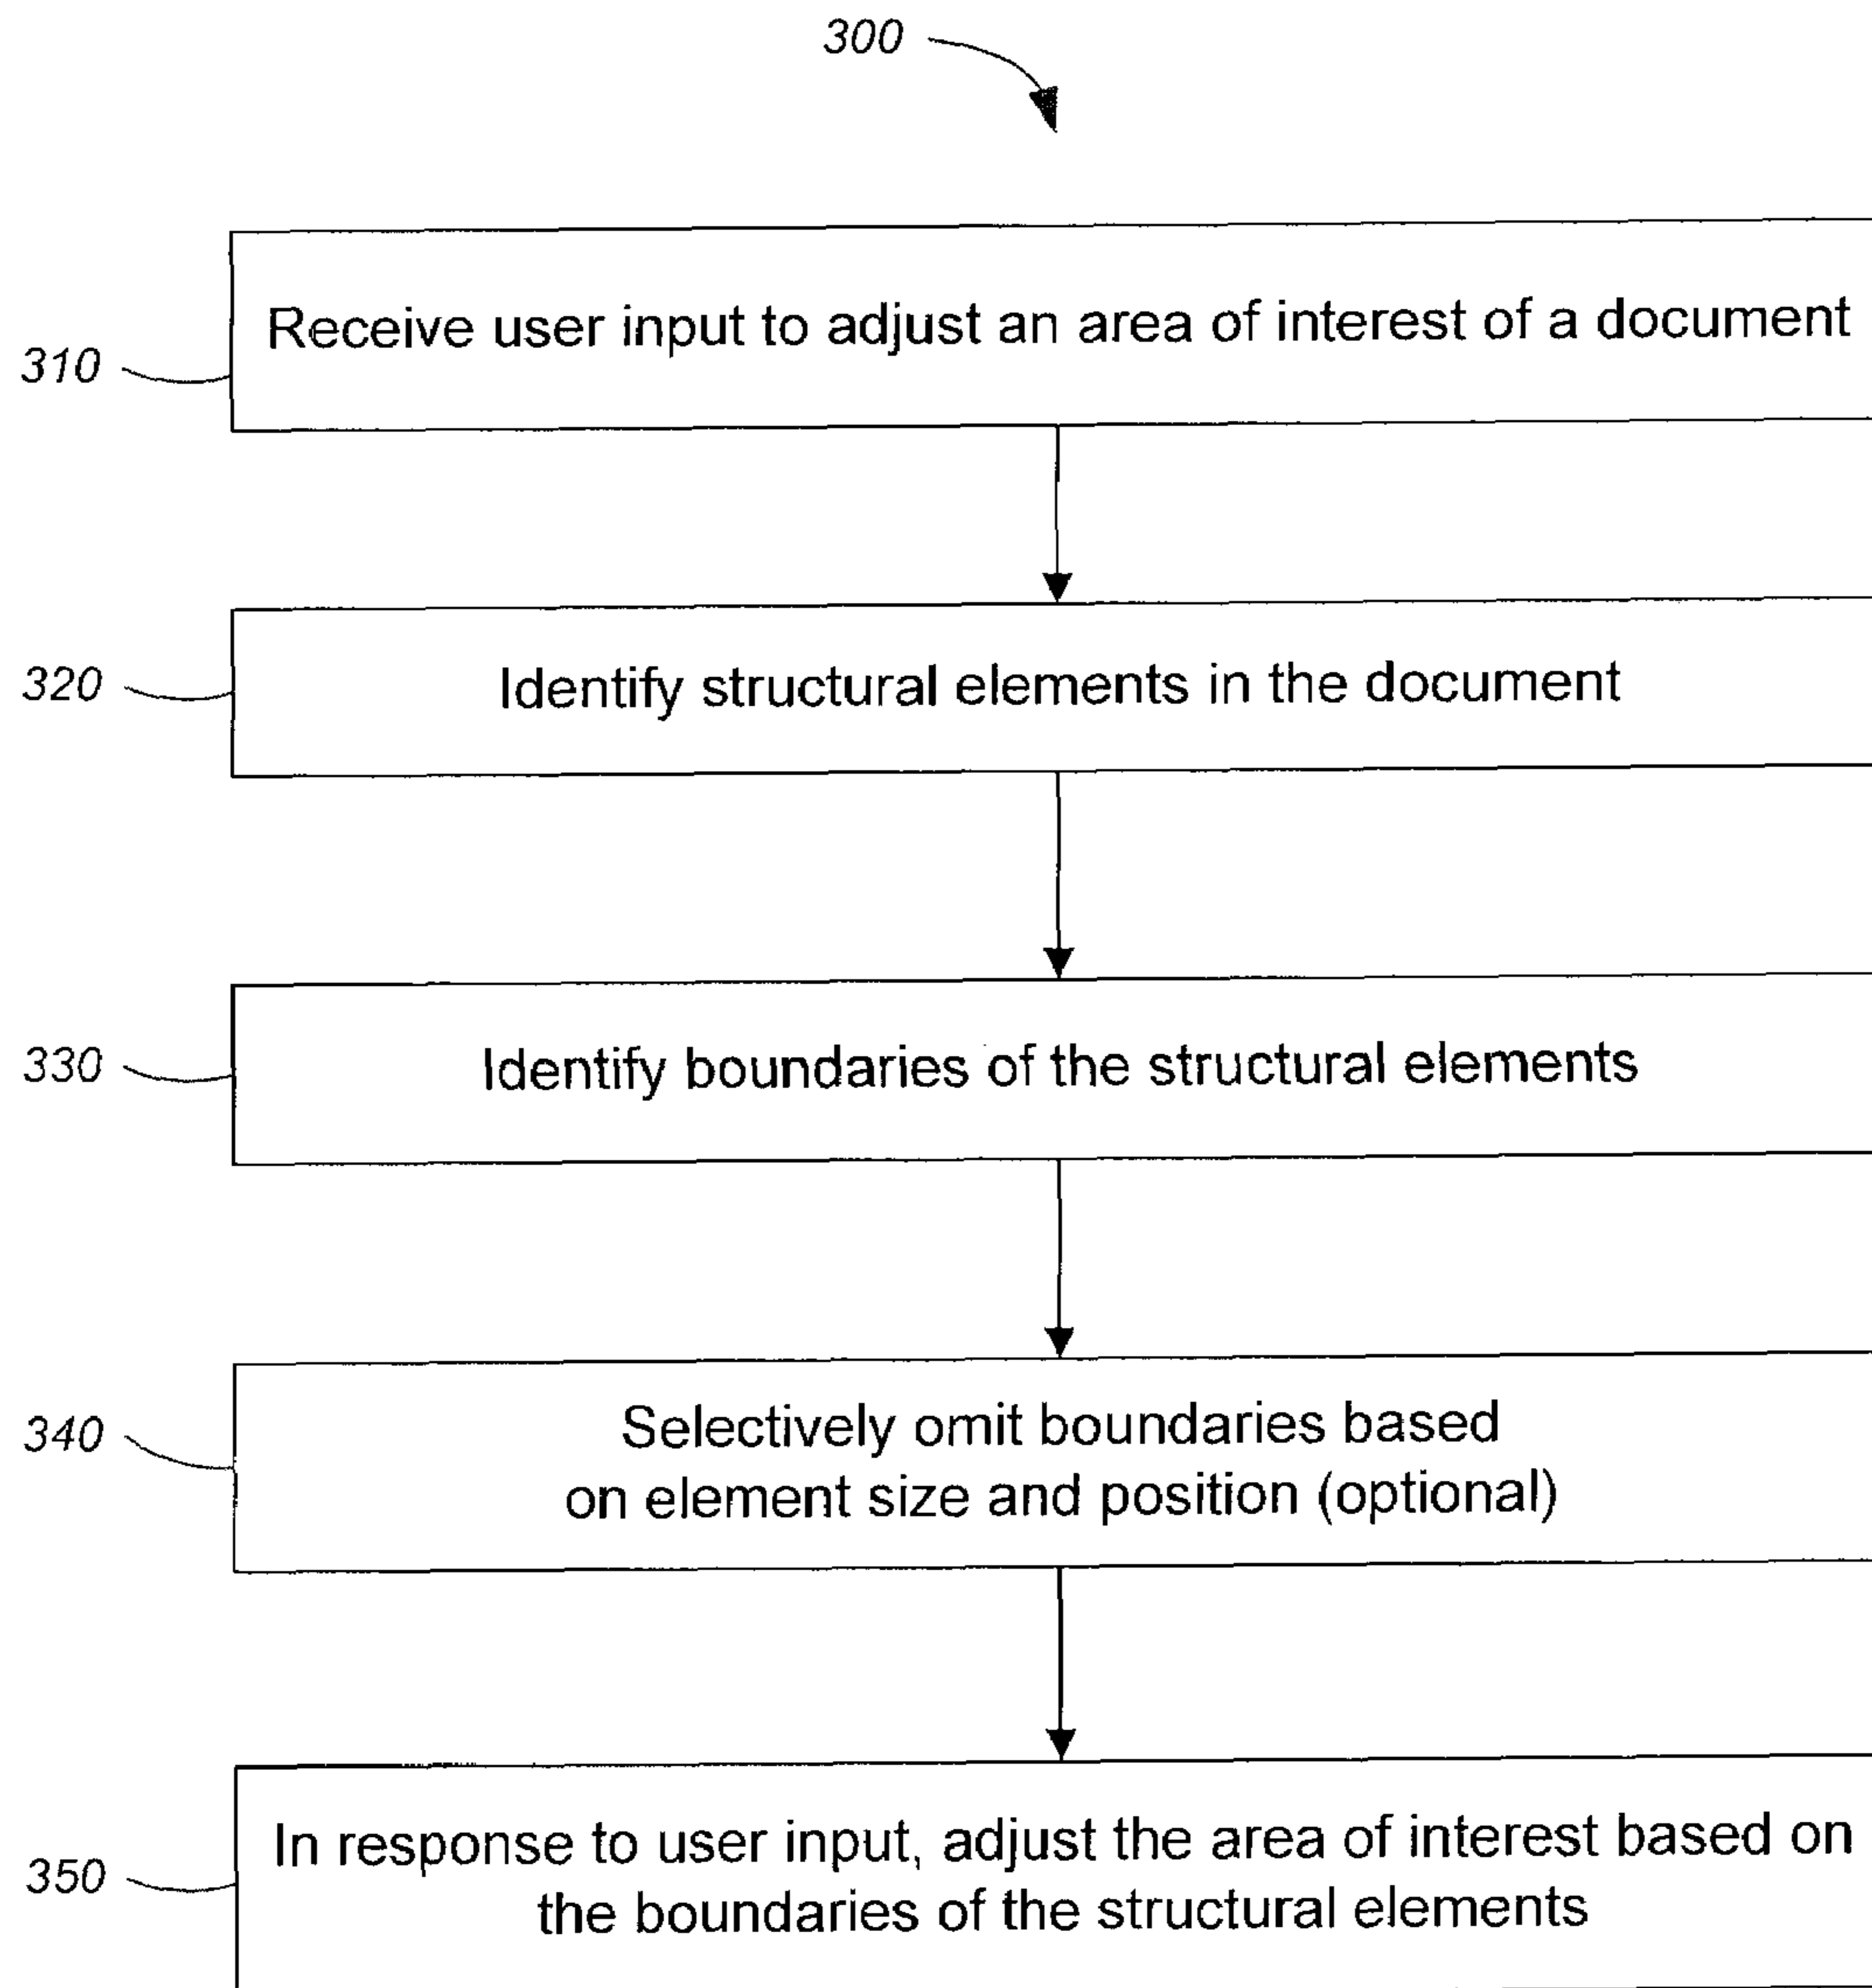 300
310
Receive user input to adjust an area of interest of a document
320
Identify structural elements in the document
330
Identify boundaries of the structural elements
340
Selectively omit boundaries based
on element size and position (optional)
350
In response to user input, adjust the area of interest based on
the boundaries of the structural elements